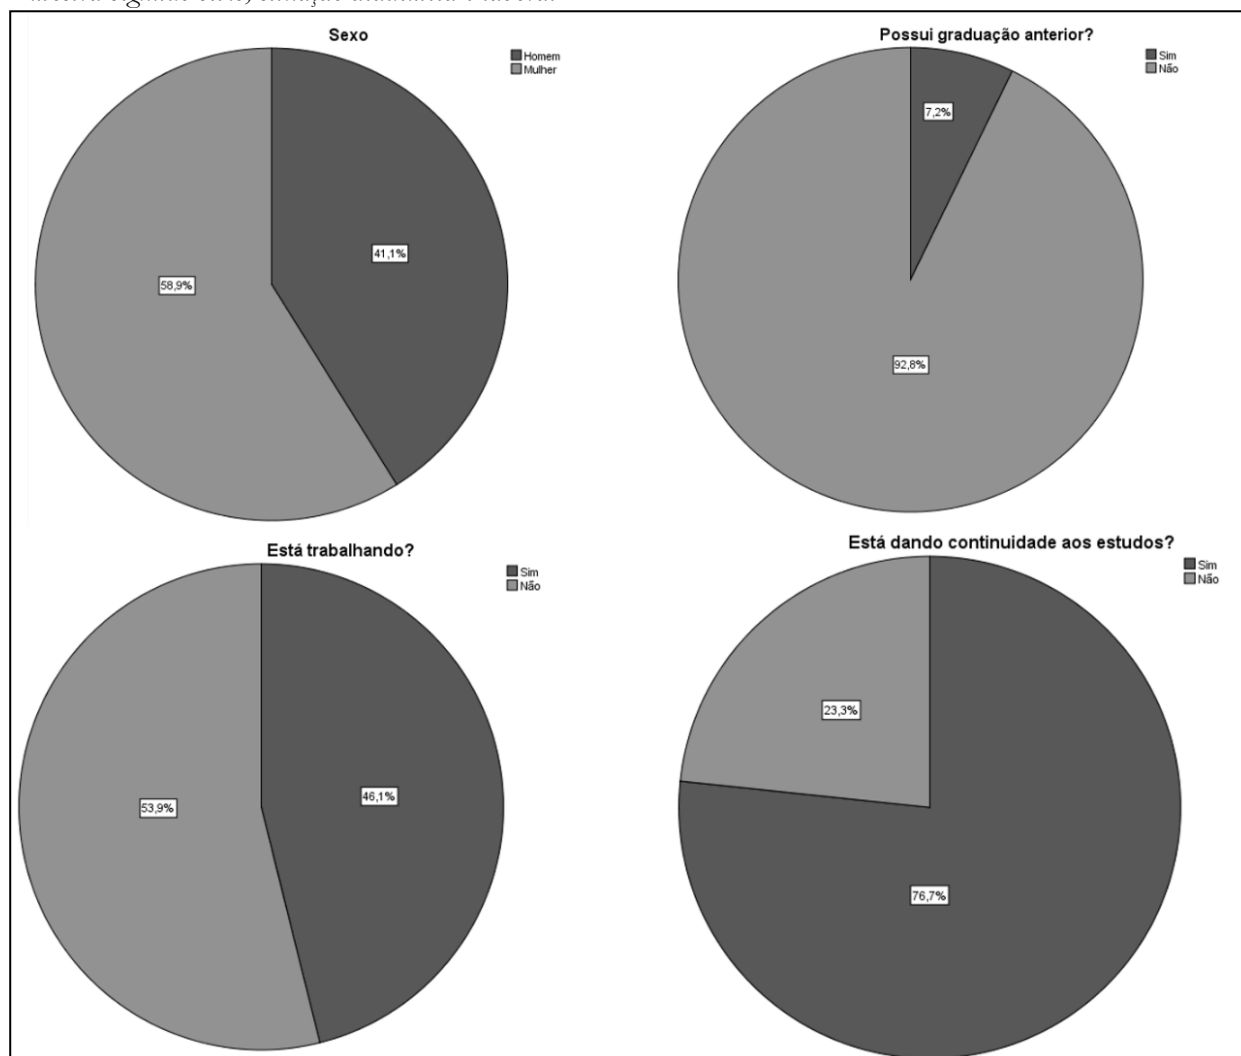 Sexo
Homem
Mulher
41,1%
58,9%
Possui graduação anterior?
Sim
Não
7,2%
92,8%
Está trabalhando?
Sim
Não
46,1%
53,9%
Está dando continuidade aos estudos?
Sim
Não
23,3%
76,7%